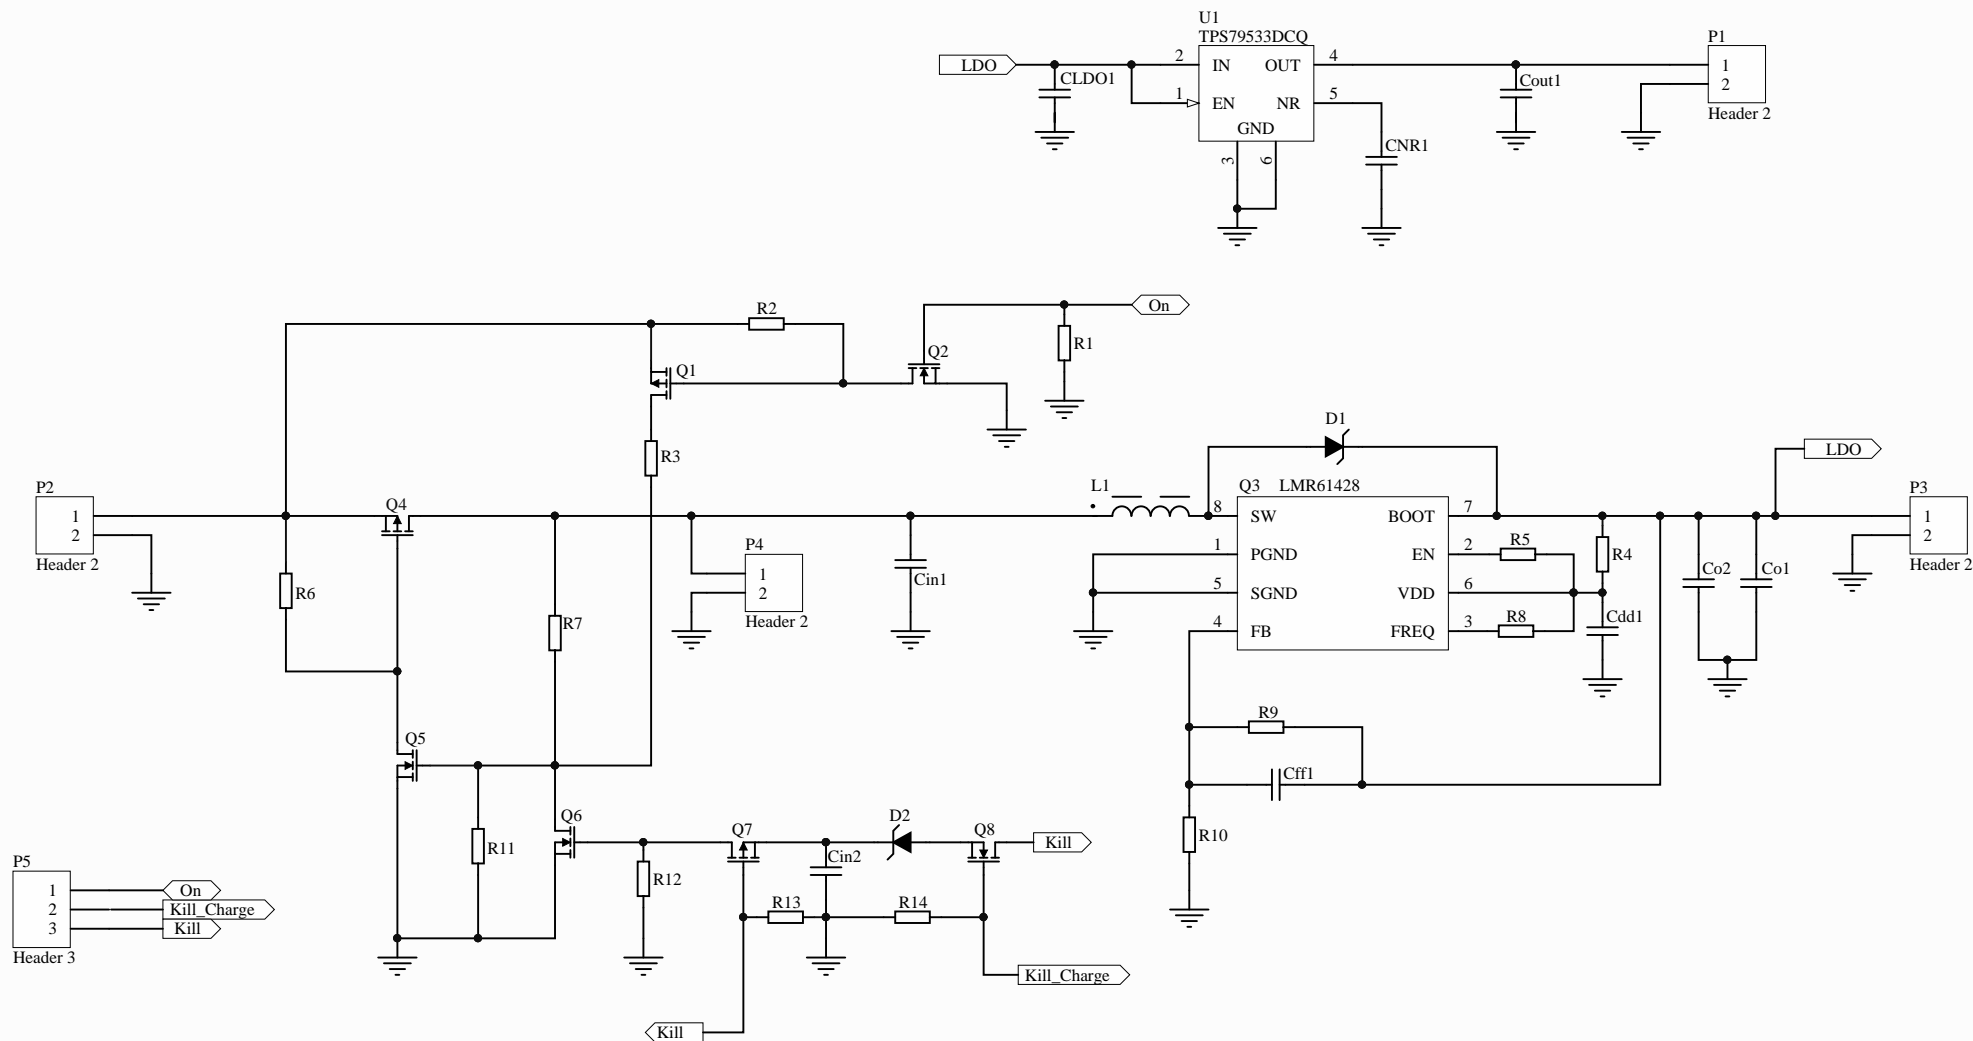 U1
TPS79533DCQ
LDO
CLDO1
2
IN
OUT
4
1
EN
NR
5
GND
3
6
CNR1
Cout1
P1
1
2
Header 2
R2
On
R1
Q2
Q1
R3
D1
LDO
P2
1
2
Header 2
Q4
L1
Q3
LMR61428
8
SW
BOOT
7
1
PGND
EN
2
R5
5
SGND
VDD
6
4
FB
FREQ
3
R8
R4
Cdd1
Co2
Co1
P3
1
2
Header 2
P4
1
2
Header 2
Cin1
R6
R7
R9
Cff1
R10
Q5
Q6
R11
R12
Q7
Cin2
D2
Q8
Kill
R13
R14
Kill_Charge
Kill
P5
1
2
3
On
Kill_Charge
Kill
Header 3